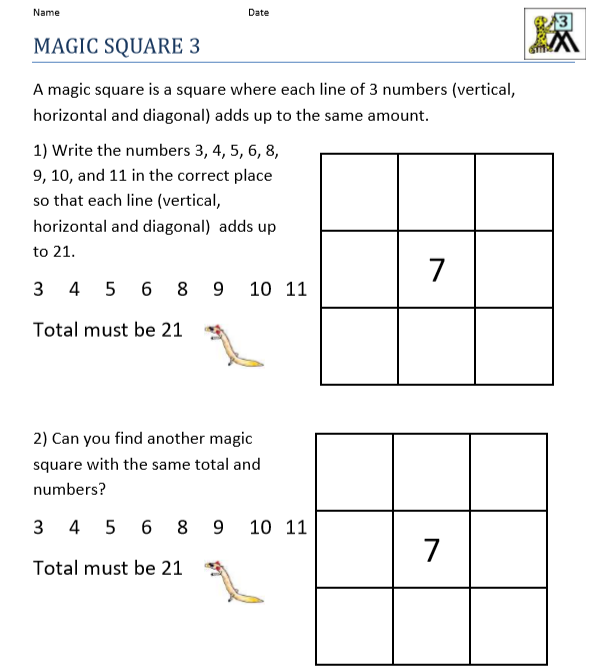 Name Date
3
MAGIC SQUARE 3
A magic square is a square where each line of 3 numbers (vertical,
horizontal and diagonal) adds up to the same amount.
1) Write the numbers 3, 4, 5, 6, 8,
9, 10, and 11 in the correct place
so that each line (vertical,
horizontal and diagonal) adds up
to 21.
3 4 5 6 8 9 10 11
Total must be 21
7
2) Can you find another magic
square with the same total and
numbers?
3 4 5 6 8 9 10 11
Total must be 21
7